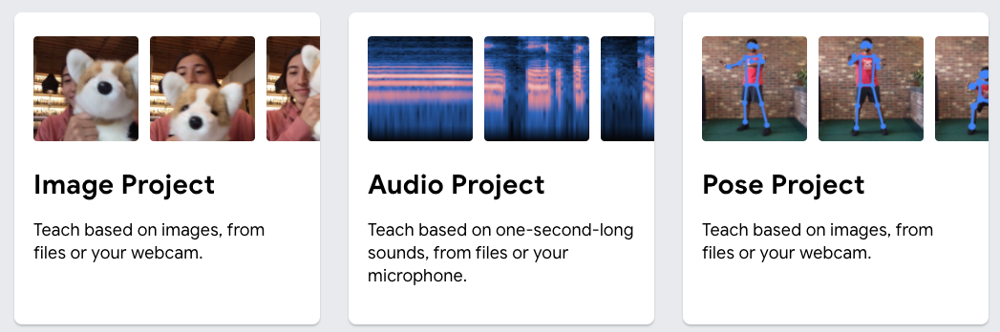 Image Project
Teach based on images, from
files or your webcam.
Audio Project
Teach based on one-second-long
sounds, from files or your
microphone.
Pose Project
Teach based on images, from
files or your webcam.